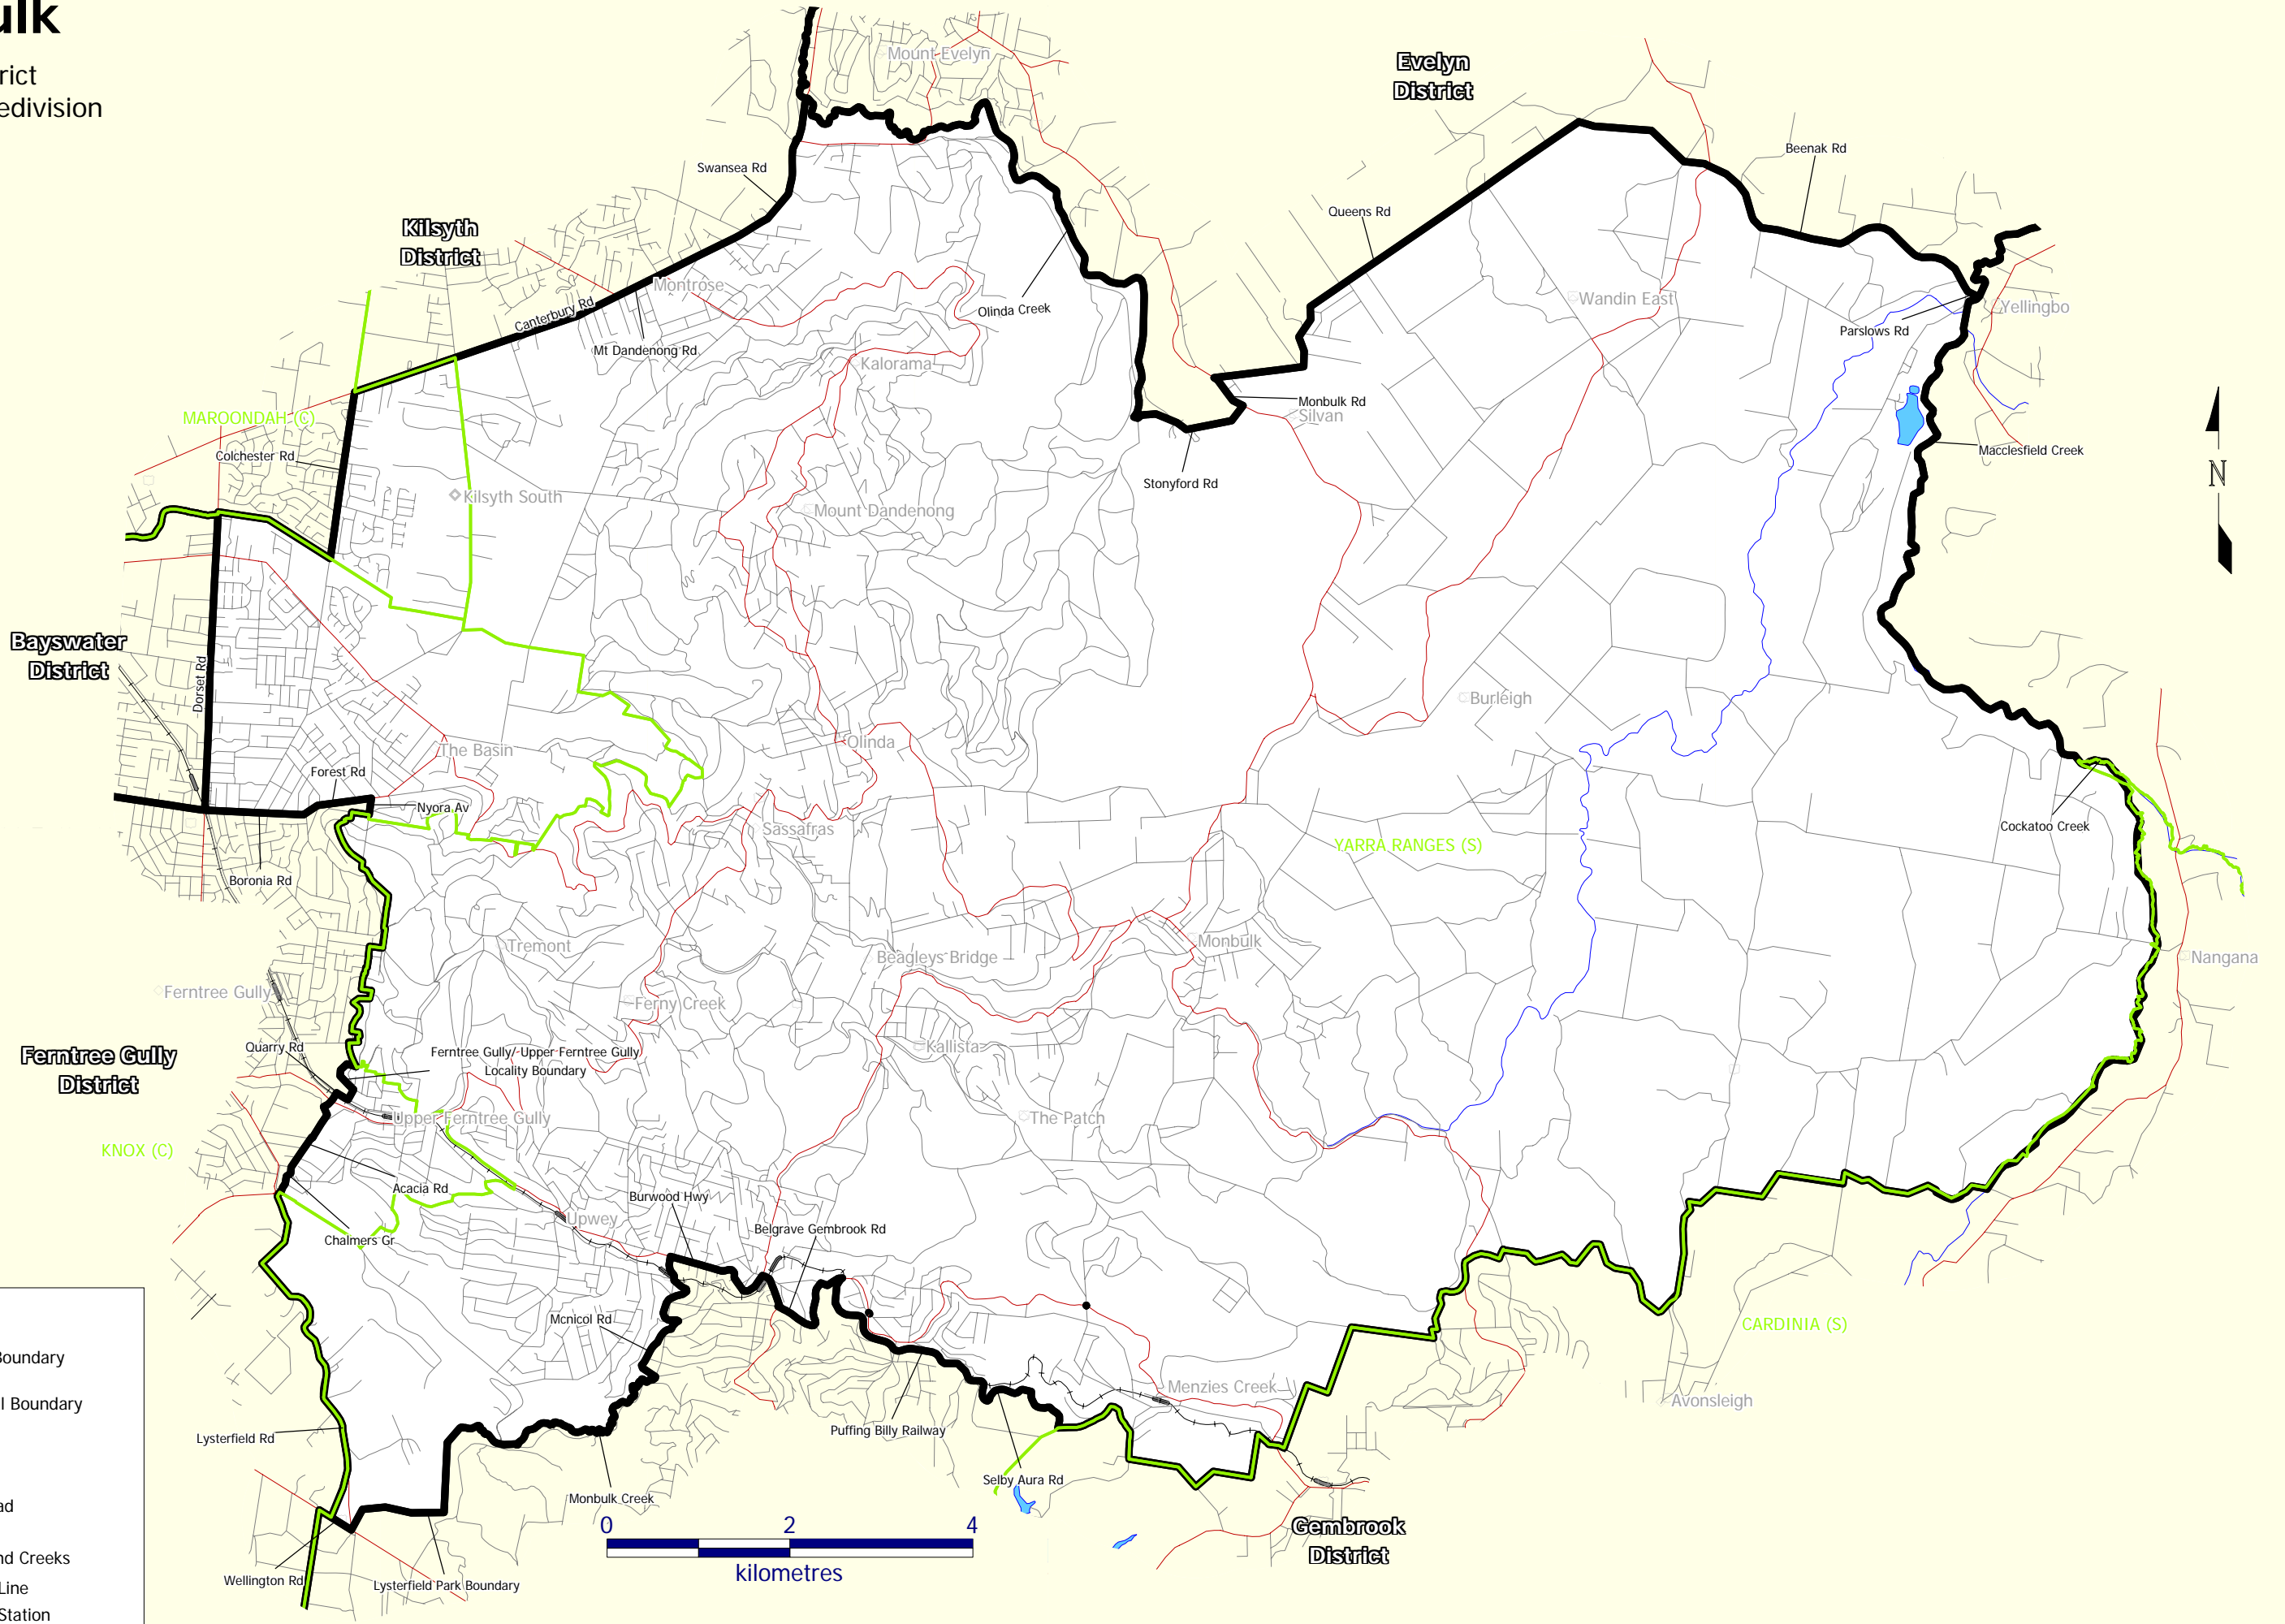 ulk
rict
edivision
Mount Evelyn
Evelyn
District
Beenak Rd
Swansea Rd
Queens Rd
Kilsyth
District
Montrose
Canterbury Rd
Olinda Creek
Wandin East
Yellingbo
Parslows Rd
Mt Dandenong Rd
Kalorama
Monbulk Rd
Silvan
MAROONDAH (C)
Colchester Rd
Macclesfield Creek
N
Stonyford Rd
Kilsyth South
Mount Dandenong
Bayswater
District
Dorset Rd
Burleigh
Olinda
The Basin
Forest Rd
Nyora Av
Sassafras
Cockatoo Creek
YARRA RANGES (S)
Boronia Rd
Tremont
Monbulk
Beagleys Bridge
Nangana
Ferntree Gully
Ferny Creek
Quarry Rd
Kallista
Ferntree Gully/ Upper Ferntree Gully
Locality Boundary
Ferntree Gully
District
Upper Ferntree Gully
The Patch
KNOX (C)
Acacia Rd
Burwood Hwy
Upwey
Belgrave Gembrook Rd
Chalmers Gr
Mcnicol Rd
CARDINIA (S)
Boundary
Menzies Creek
l Boundary
Avonsleigh
Puffing Billy Railway
Lysterfield Rd
Selby Aura Rd
Monbulk Creek
ad
0 2 4
kilometres
Gembrook
District
nd Creeks
Wellington Rd
Lysterfield Park Boundary
Line
Station